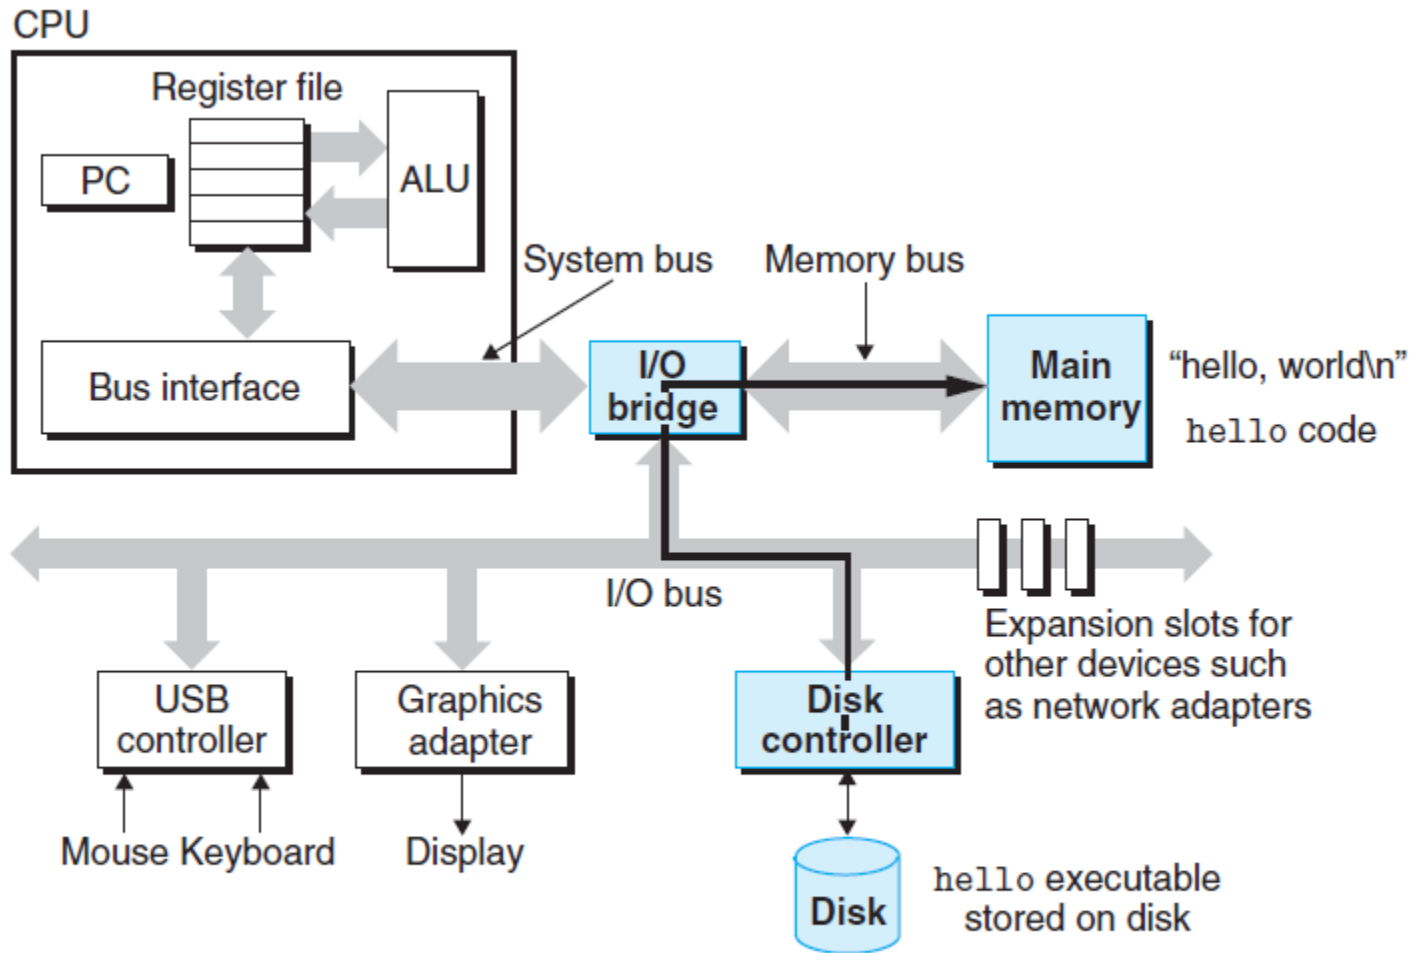 CPU
Register file
PC
ALU
System bus
Memory bus
Bus interface
I/O
bridge
Main
memory
“hello, world\n”
hello code
I/O bus
Expansion slots for
other devices such
as network adapters
USB
controller
Graphics
adapter
Disk
controller
Mouse Keyboard
Display
Disk
hello executable
stored on disk